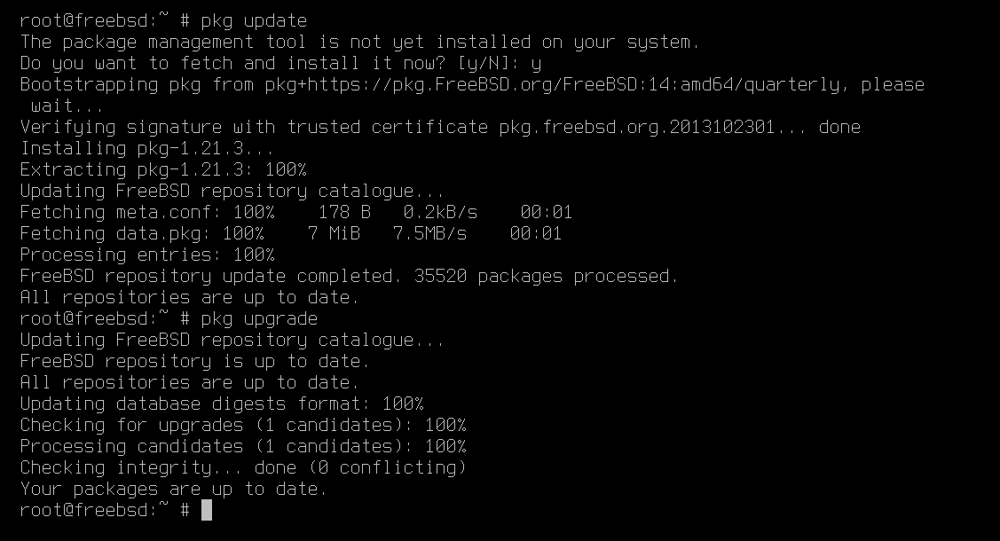 root@freebsd:~ # pkg update
The package management tool is not yet installed on your system.
Do you want to fetch and install it now? [y/N]: y
Bootstrapping pkg from pkg+https://pkg.FreeBSD.org/FreeBSD:14:amd64/quarterly, please
 wait...
Verifying signature with trusted certificate pkg.freebsd.org.2013102301... done
Installing pkg-1.21.3...
Extracting pkg-1.21.3: 100%
Updating FreeBSD repository catalogue...
Fetching meta.conf: 100%    178 B   0.2kB/s    00:01
Fetching data.pkg: 100%    7 MiB   7.5MB/s    00:01
Processing entries: 100%
FreeBSD repository update completed. 35520 packages processed.
All repositories are up to date.
root@freebsd:~ # pkg upgrade
Updating FreeBSD repository catalogue...
FreeBSD repository is up to date.
All repositories are up to date.
Updating database digests format: 100%
Checking for upgrades (1 candidates): 100%
Processing candidates (1 candidates): 100%
Checking integrity... done (0 conflicting)
Your packages are up to date.
root@freebsd:~ #